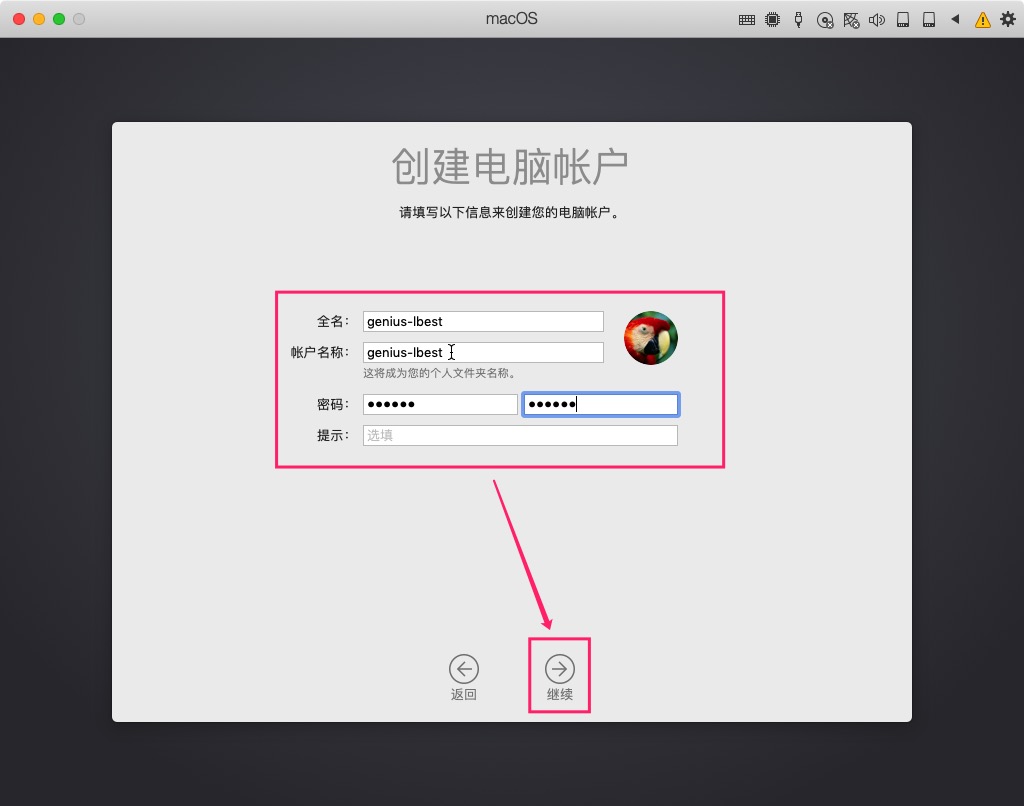 macOS
创建电脑帐户
请填写以下信息来创建您的电脑帐户。
全名： genius-lbest
帐户名称： genius-lbest
这将成为您的个人文件夹名称。
密码： ●●●●●● ●●●●●●
提示： 选填
返回 继续